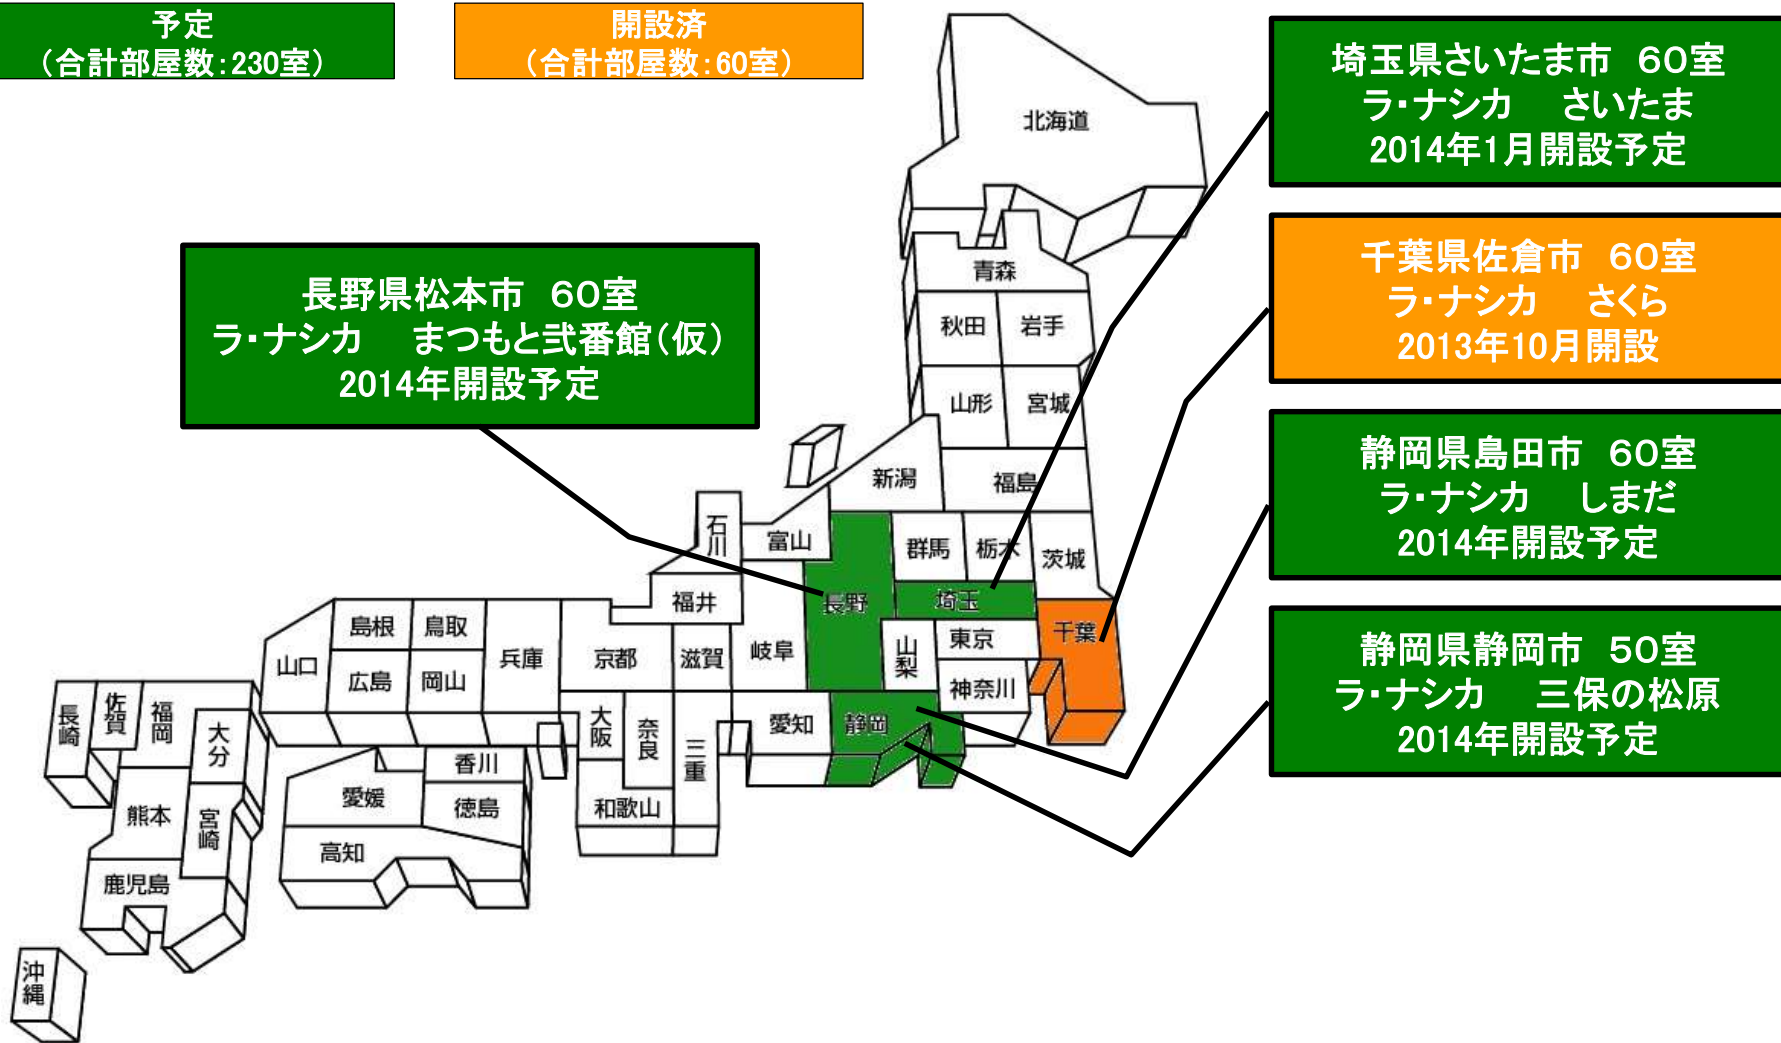 予定
（合計部屋数：230室）
開設済
（合計部屋数：60室）
埼玉県さいたま市　60室
ラ・ナシカ　さいたま
2014年1月開設予定
千葉県佐倉市　60室
ラ・ナシカ　さくら
2013年10月開設
長野県松本市　60室
ラ・ナシカ　まつもと弐番館（仮）
2014年開設予定
静岡県島田市　60室
ラ・ナシカ　しまだ
2014年開設予定
静岡県静岡市　50室
ラ・ナシカ　三保の松原
2014年開設予定
北海道
青森
秋田
岩手
山形
宮城
新潟
福島
石川
富山
群馬
栃木
茨城
福井
長野
埼玉
島根
鳥取
兵庫
京都
滋賀
岐阜
山梨
東京
千葉
山口
広島
岡山
神奈川
長崎
佐賀
福岡
大分
大阪
奈良
三重
愛知
静岡
香川
愛媛
徳島
和歌山
熊本
宮崎
高知
鹿児島
沖縄